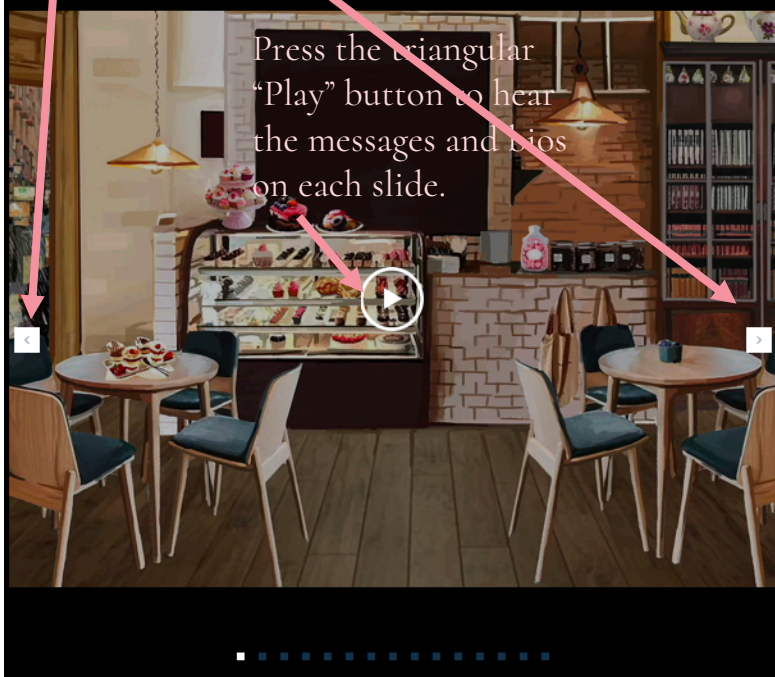 Press the triangular
“Play” button to hear
the messages and bios
on each slide.